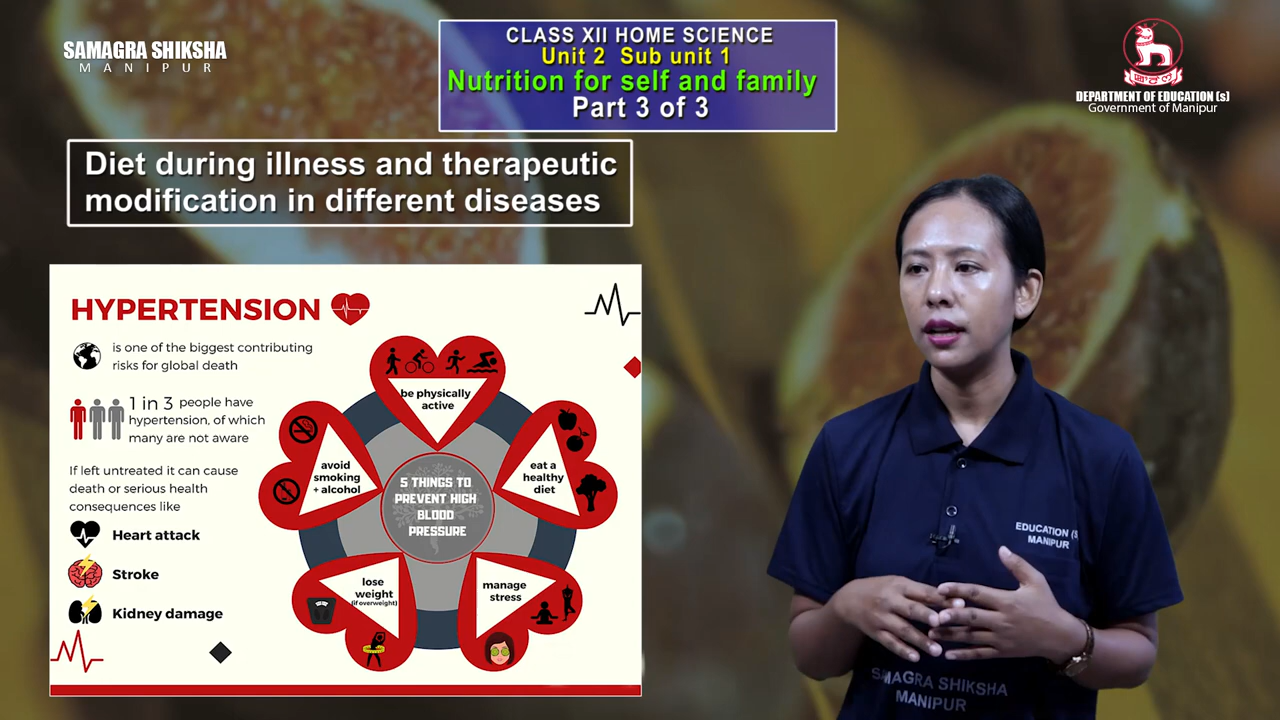 SAMAGRA SHIKSHA
MANIPUR
CLASS XII HOME SCIENCE
Unit 2 Sub unit 1
Nutrition for self and family
Part 3 of 3
DEPARTMENT OF EDUCATION (s)
Government of Manipur
Diet during illness and therapeutic
modification in different diseases
HYPERTENSION
is one of the biggest contributing
risks for global death
1 in 3 people have
hypertension, of which
many are not aware
If left untreated it can cause
death or serious health
consequences like
Heart attack
Stroke
Kidney damage
be physically
active
eat a
healthy
diet
manage
stress
lose
weight
(if overweight)
avoid
smoking
+ alcohol
5 THINGS TO
PREVENT HIGH
BLOOD
PRESSURE
EDUCATION (S)
MANIPUR
SAMAGRA SHIKSHA
MANIPUR